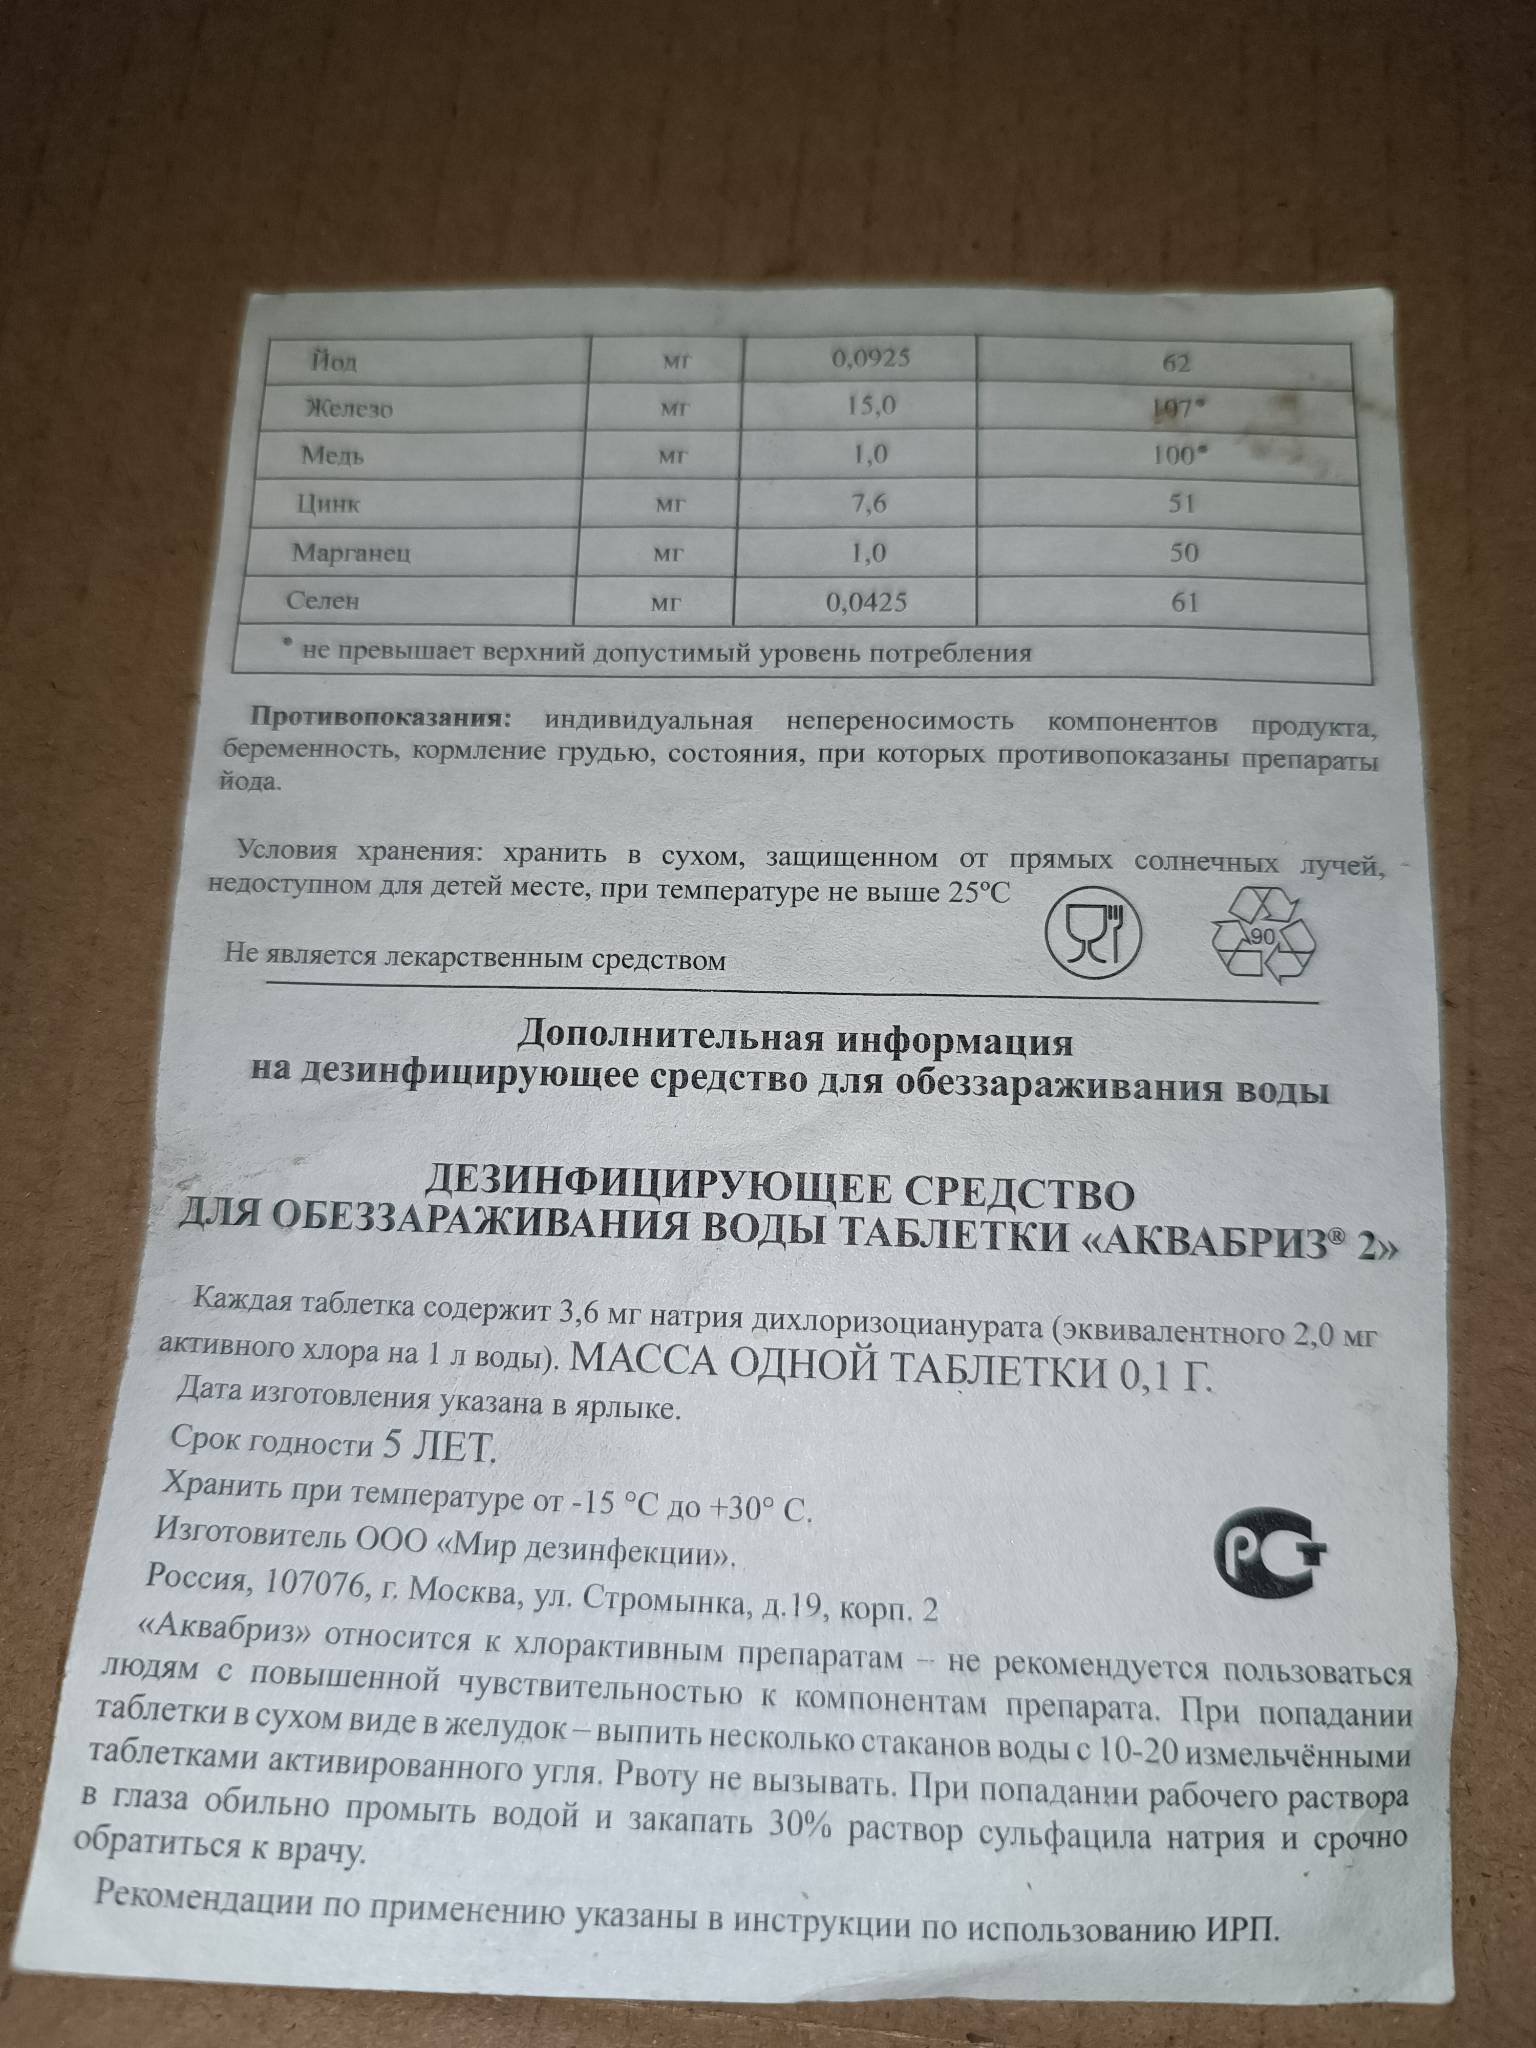 Йод мг 0,0925 62
Железо мг 15,0 107*
Медь мг 1,0 100*
Цинк мг 7,6 51
Марганец мг 1,0 50
Селен мг 0,0425 61
* не превышает верхний допустимый уровень потребления
Противопоказания: индивидуальная непереносимость компонентов продукта,
беременность, кормление грудью, состояния, при которых противопоказаны препараты
йода.
Условия хранения: хранить в сухом, защищенном от прямых солнечных лучей,
недоступном для детей месте, при температуре не выше 25ºС
90
Не является лекарственным средством
Дополнительная информация
на дезинфицирующее средство для обеззараживания воды
ДЕЗИНФИЦИРУЮЩЕЕ СРЕДСТВО
ДЛЯ ОБЕЗЗАРАЖИВАНИЯ ВОДЫ ТАБЛЕТКИ «АКВАБРИЗ® 2»
Каждая таблетка содержит 3,6 мг натрия дихлоризоцианурата (эквивалентного 2,0 мг
активного хлора на 1 л воды). МАССА ОДНОЙ ТАБЛЕТКИ 0,1 Г.
Дата изготовления указана в ярлыке.
Срок годности 5 ЛЕТ.
Хранить при температуре от -15 °С до +30° С.
Изготовитель ООО «Мир дезинфекции».
Россия, 107076, г. Москва, ул. Стромынка, д.19, корп. 2
РСТ
«Аквабриз» относится к хлорактивным препаратам – не рекомендуется пользоваться
людям с повышенной чувствительностью к компонентам препарата. При попадании
таблетки в сухом виде в желудок – выпить несколько стаканов воды с 10-20 измельчёнными
таблетками активированного угля. Рвоту не вызывать. При попадании рабочего раствора
в глаза обильно промыть водой и закапать 30% раствор сульфацила натрия и срочно
обратиться к врачу.
Рекомендации по применению указаны в инструкции по использованию ИРП.